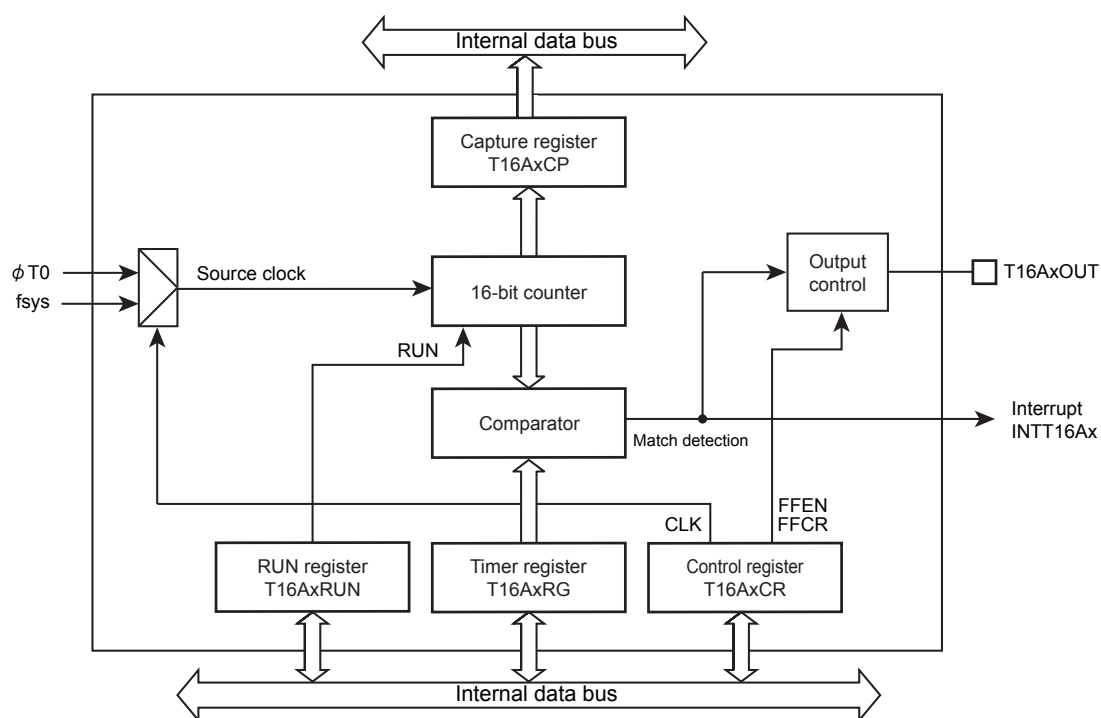 Internal data bus
Capture register
T16AxCP
φT0
fsys
Source clock
16-bit counter
Output
control
T16AxOUT
RUN
Comparator
Match detection
Interrupt
INTT16Ax
CLK
FFEN
FFCR
RUN register
T16AxRUN
Timer register
T16AxRG
Control register
T16AxCR
Internal data bus